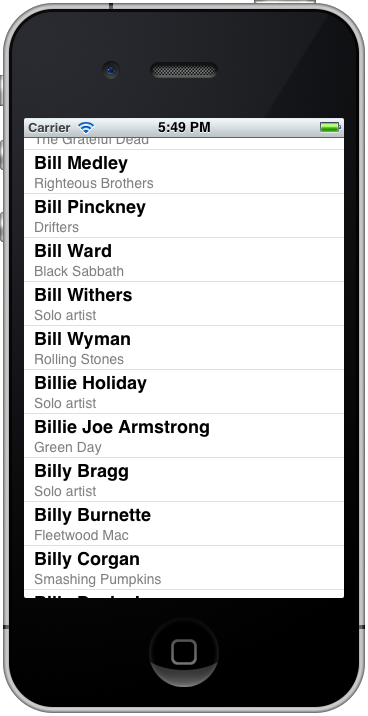 Carrier 5:49 PM
The Grateful Dead
Bill Medley
Righteous Brothers
Bill Pinckney
Drifters
Bill Ward
Black Sabbath
Bill Withers
Solo artist
Bill Wyman
Rolling Stones
Billie Holiday
Solo artist
Billie Joe Armstrong
Green Day
Billy Bragg
Solo artist
Billy Burnette
Fleetwood Mac
Billy Corgan
Smashing Pumpkins